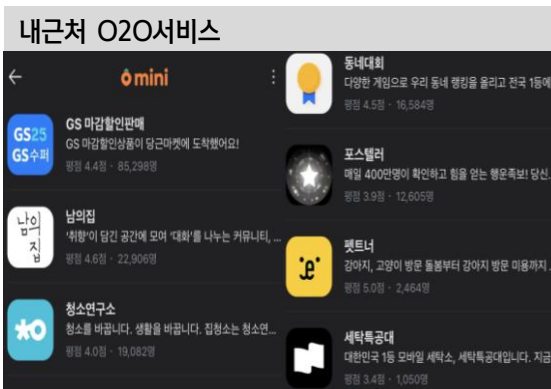 내근처 O2O서비스
mini
GS25
GS수퍼
GS 마감할인판매
GS 마감할인상품이 당근마켓에 도착했어요!
평점 4.4점 · 85,298명
남의
집
남의집
'취향'이 담긴 공간에 모여 '대화'를 나누는 커뮤니티, ...
평점 4.6점 · 22,906명
청소연구소
청소를 바꿉니다. 생활을 바꿉니다. 집청소는 청소연...
평점 4.0점 · 19,082명
동네대회
다양한 게임으로 우리 동네 랭킹을 올리고 전국 1등에
평점 4.5점 · 16,584명
포스텔러
매일 400만명이 확인하고 힘을 얻는 행운족보! 당신.
평점 3.9점 · 12,605명
펫트너
강아지, 고양이 방문 돌봄부터 강아지 방문 미용까지 .
평점 5.0점 · 2,464명
세탁특공대
대한민국 1등 모바일 세탁소, 세탁특공대입니다. 지금
평점 3.4점 · 1,050명